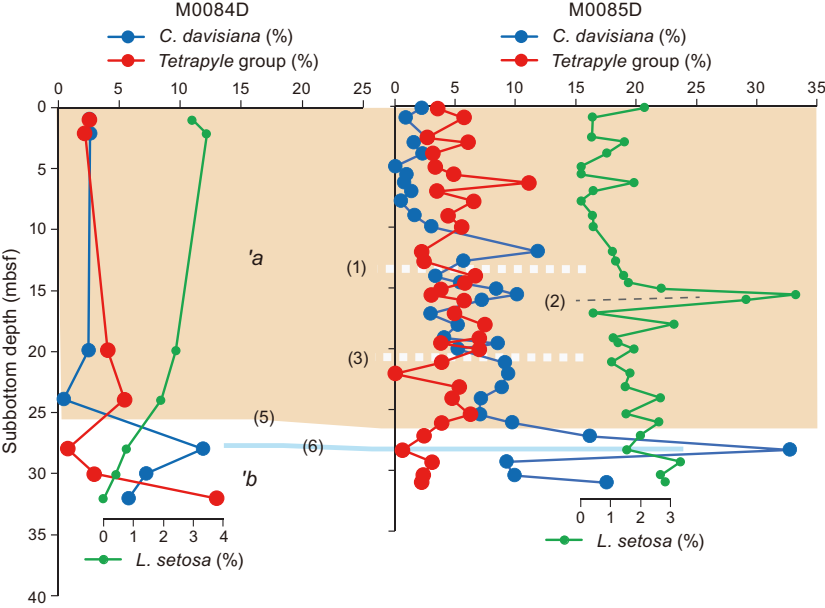 M0084D
C. davisiana (%)
Tetrapyle group (%)
M0085D
C. davisiana (%)
Tetrapyle group (%)
0 5 10 15 20 25
0 5 10 15 20 25 30 35
Subbottom depth (mbsf)
0
5
10
15
20
25
30
35
40
'a
(1)
(2)
(3)
(5)
(6)
'b
0 1 2 3 4
L. setosa (%)
0 1 2 3
L. setosa (%)